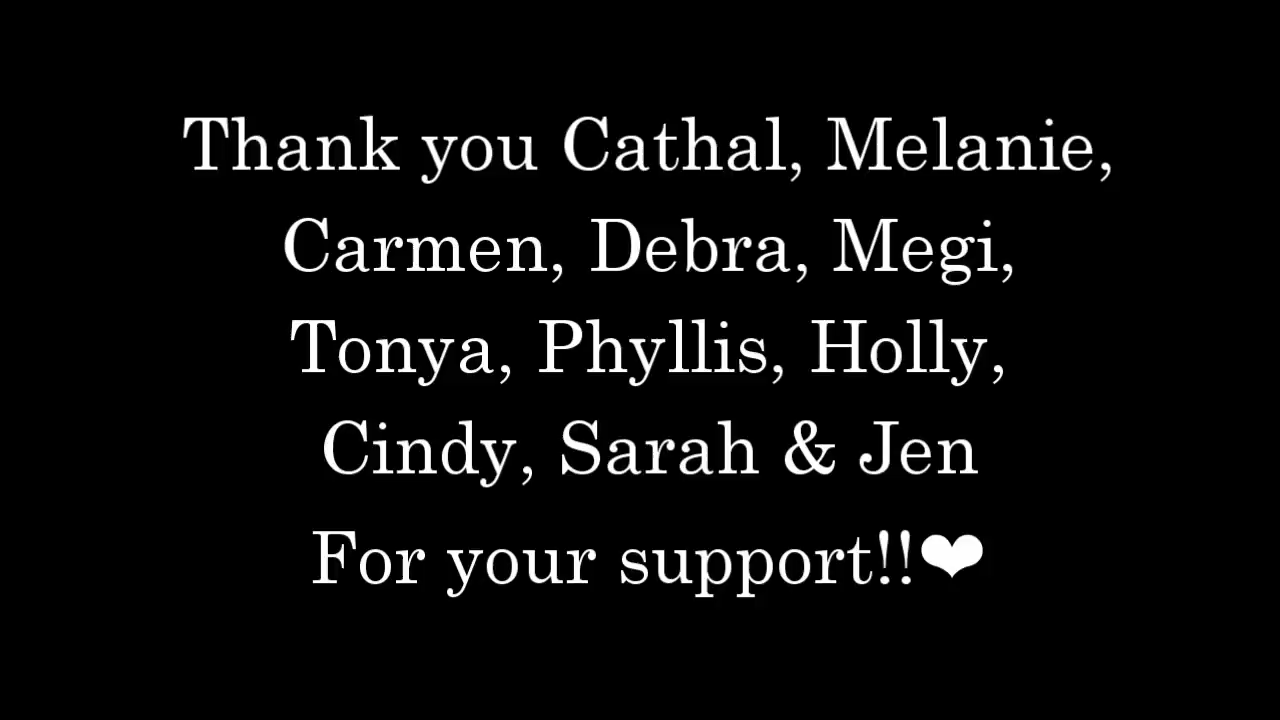 Thank you Cathal, Melanie,
Carmen, Debra, Megi,
Tonya, Phyllis, Holly,
Cindy, Sarah & Jen
For your support!!❤